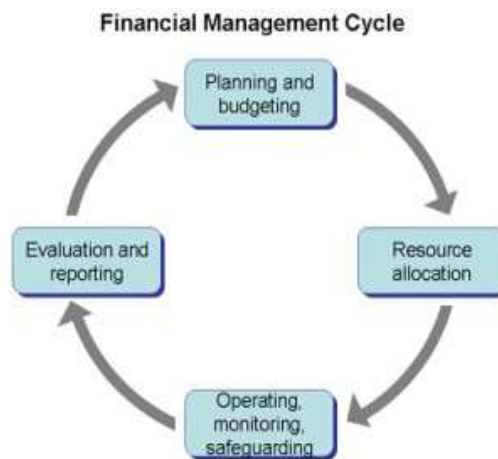 Financial Management Cycle
Planning and
budgeting
Resource
allocation
Operating,
monitoring,
safeguarding
Evaluation and
reporting